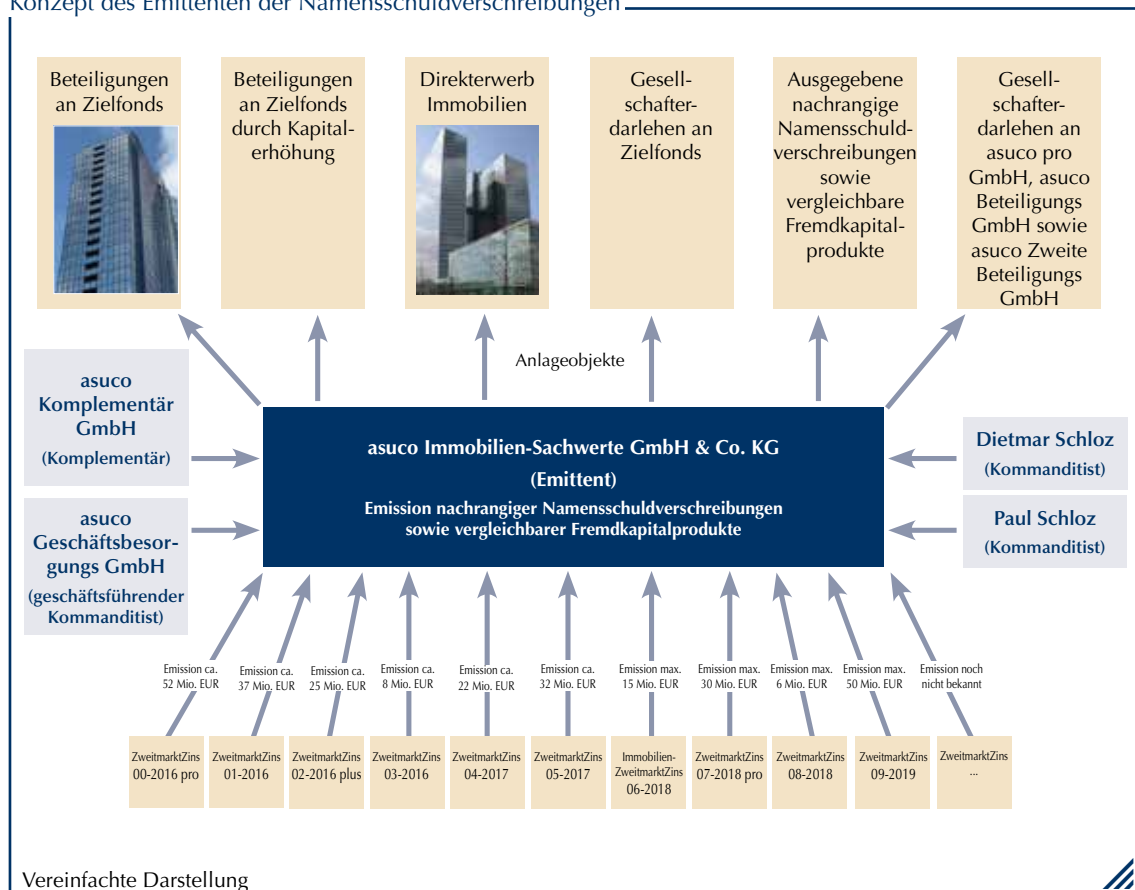 Konzept des Emittenten der Namensschuldverschreibungen
Beteiligungen
an Zielfonds
Beteiligungen
an Zielfonds
durch Kapital-
erhöhung
Direkterwerb
Immobilien
Gesell-
schafter-
darlehen an
Zielfonds
Ausgegebene
nachrangige
Namensschuld-
verschreibungen
sowie
vergleichbare
Fremdkapital-
produkte
Gesell-
schafter-
darlehen an
asuco pro
GmbH, asuco
Beteiligungs
GmbH sowie
asuco Zweite
Beteiligungs
GmbH
Anlageobjekte
asuco
Komplementär
GmbH
(Komplementär)
asuco
Geschäftsbesor-
gungs GmbH
(geschäftsführender
Kommanditist)
asuco Immobilien-Sachwerte GmbH & Co. KG
(Emittent)
Emission nachrangiger Namensschuldverschreibungen
sowie vergleichbarer Fremdkapitalprodukte
Dietmar Schloz
(Kommanditist)
Paul Schloz
(Kommanditist)
Emission ca.
52 Mio. EUR
Emission ca.
37 Mio. EUR
Emission ca.
25 Mio. EUR
Emission ca.
8 Mio. EUR
Emission ca.
22 Mio. EUR
Emission ca.
32 Mio. EUR
Emission max.
15 Mio. EUR
Emission max.
30 Mio. EUR
Emission max.
6 Mio. EUR
Emission max.
50 Mio. EUR
Emission noch
nicht bekannt
ZweitmarktZins
00-2016 pro
ZweitmarktZins
01-2016
ZweitmarktZins
02-2016 plus
ZweitmarktZins
03-2016
ZweitmarktZins
04-2017
ZweitmarktZins
05-2017
Immobilien-
ZweitmarktZins
06-2018
ZweitmarktZins
07-2018 pro
ZweitmarktZins
08-2018
ZweitmarktZins
09-2019
ZweitmarktZins
...
Vereinfachte Darstellung